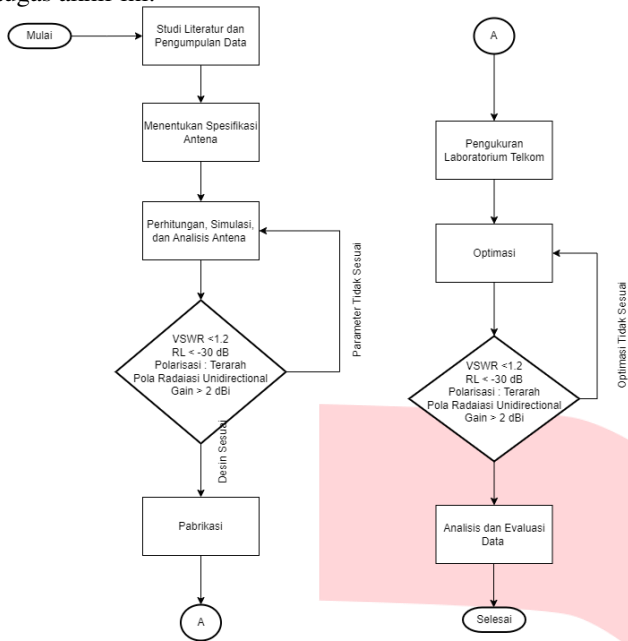 Mulai
Studi Literatur dan
Pengumpulan Data
Menentukan Spesifikasi
Antena
Perhitungan, Simulasi,
dan Analisis Antena
Parameter Tidak Sesuai
VSWR <1.2
RL < -30 dB
Polarisasi : Terarah
Pola Radaiasi Unidirectional
Gain > 2 dBi
Desin Sesuai
Pabrikasi
A
A
Pengukuran
Laboratorium Telkom
Optimasi
Optimasi Tidak Sesuai
VSWR <1.2
RL < -30 dB
Polarisasi : Terarah
Pola Radaiasi Unidirectional
Gain > 2 dBi
Analisis dan Evaluasi
Data
Selesai